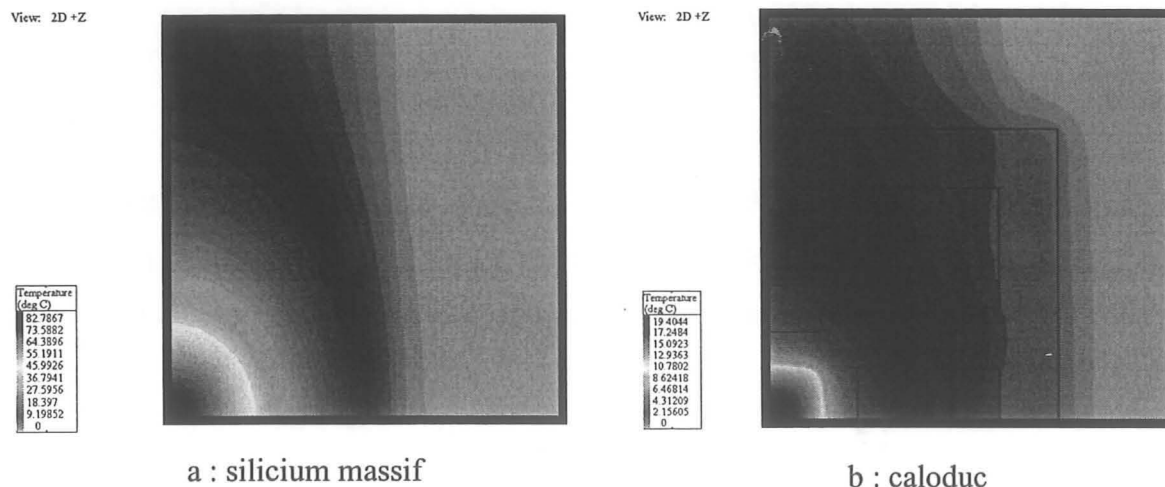 View: 2D +Z
View: 2D +Z
Temperature
(deg C)
82.7867
73.5882
64.3896
55.1911
45.9926
36.7941
27.5956
18.397
9.19852
0
Temperature
(deg C)
19.4044
17.2484
15.0923
12.9363
10.7802
8.62418
6.46814
4.31209
2.15605
0
a : silicium massif
b : caloduc